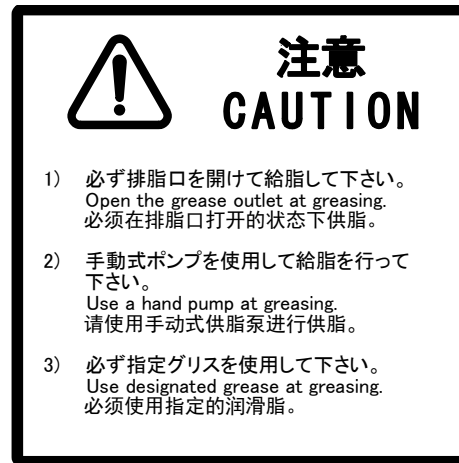 注意
CAUTION
1) 必ず排脂口を開けて給脂して下さい。
Open the grease outlet at greasing.
必须在排脂口打开的状态下供脂。
2) 手動式ポンプを使用して給脂を行って
下さい。
Use a hand pump at greasing.
请使用手动式供脂泵进行供脂。
3) 必ず指定グリスを使用して下さい。
Use designated grease at greasing.
必须使用指定的润滑脂。